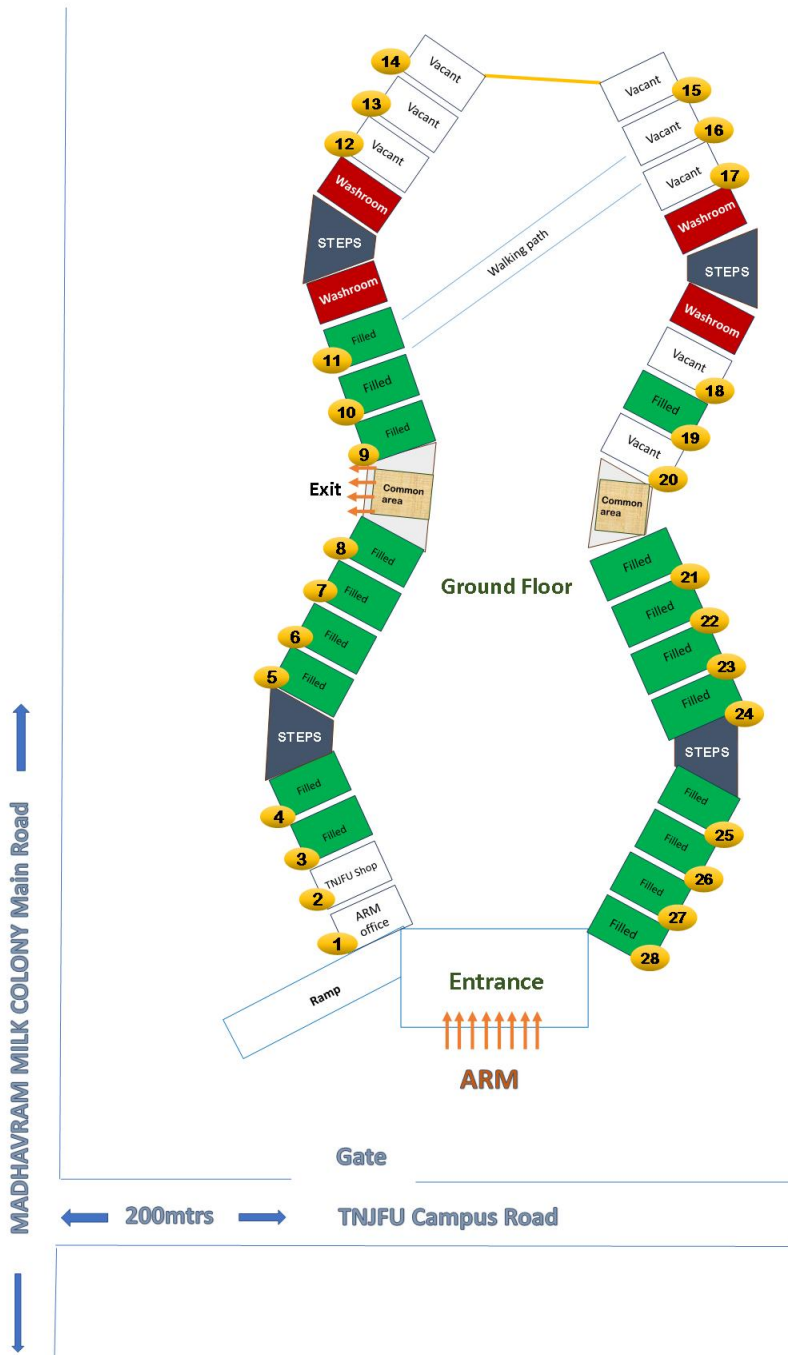 14
Vacant
13
Vacant
12
Vacant
Washroom
STEPS
Washroom
Filled
11
Filled
10
Filled
9
Exit
Common
area
8
Filled
7
Filled
6
Filled
5
Filled
STEPS
Filled
4
Filled
3
TNJFU Shop
2
ARM
office
1
Ramp
Walking path
Ground Floor
Vacant
15
Vacant
16
Vacant
17
Washroom
STEPS
Washroom
Vacant
18
Filled
19
Vacant
20
Common
area
Filled
21
Filled
22
Filled
23
Filled
24
STEPS
Filled
25
Filled
26
Filled
27
Filled
28
Entrance
ARM
Gate
200mtrs
TNJFU Campus Road
MADHAVRAM MILK COLONY Main Road